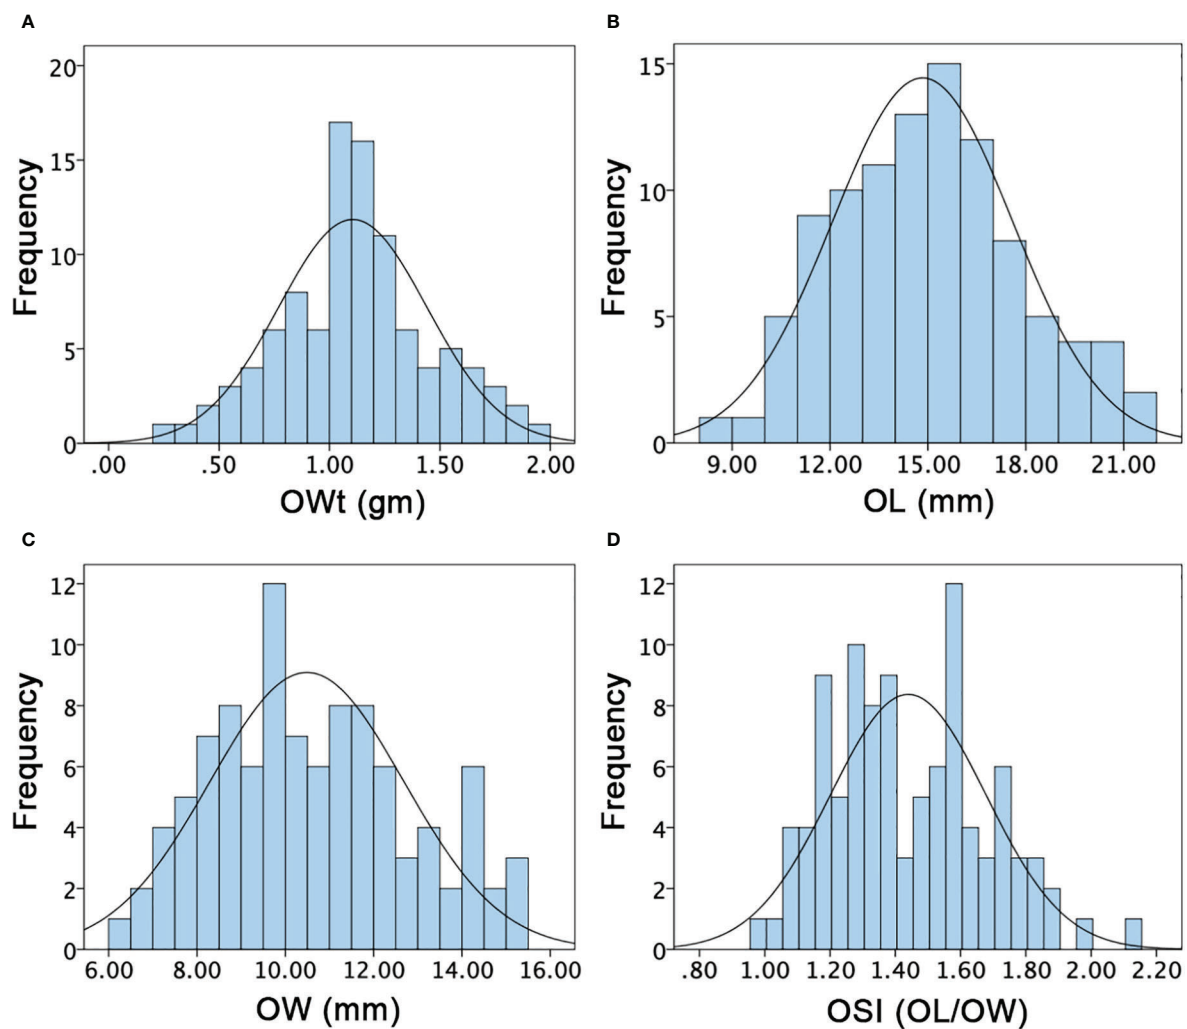 A
B
20
15
10
5
0
Frequency
.00 .50 1.00 1.50 2.00
OWt (gm)
15
10
5
0
Frequency
9.00 12.00 15.00 18.00 21.00
OL (mm)
C
D
12
10
8
6
4
2
0
Frequency
6.00 8.00 10.00 12.00 14.00 16.00
OW (mm)
12
10
8
6
4
2
0
Frequency
.80 1.00 1.20 1.40 1.60 1.80 2.00 2.20
OSI (OL/OW)